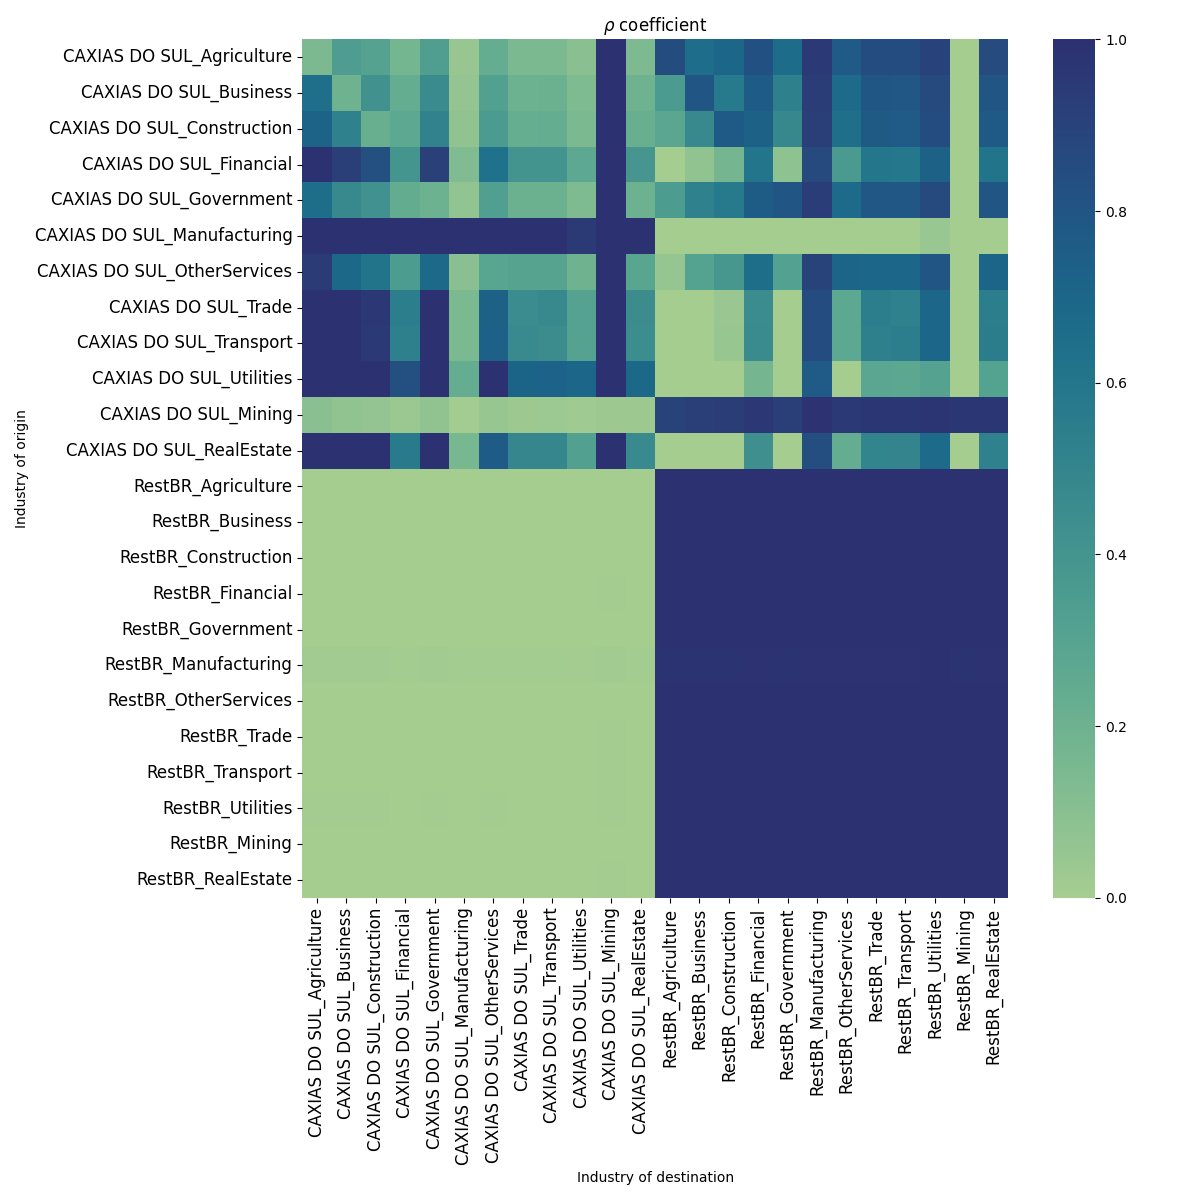 ρ coefficient
CAXIAS DO SUL_Agriculture
CAXIAS DO SUL_Business
CAXIAS DO SUL_Construction
CAXIAS DO SUL_Financial
CAXIAS DO SUL_Government
CAXIAS DO SUL_Manufacturing
CAXIAS DO SUL_OtherServices
CAXIAS DO SUL_Trade
CAXIAS DO SUL_Transport
CAXIAS DO SUL_Utilities
CAXIAS DO SUL_Mining
CAXIAS DO SUL_RealEstate
RestBR_Agriculture
RestBR_Business
RestBR_Construction
RestBR_Financial
RestBR_Government
RestBR_Manufacturing
RestBR_OtherServices
RestBR_Trade
RestBR_Transport
RestBR_Utilities
RestBR_Mining
RestBR_RealEstate
Industry of origin
CAXIAS DO SUL_Agriculture
CAXIAS DO SUL_Business
CAXIAS DO SUL_Construction
CAXIAS DO SUL_Financial
CAXIAS DO SUL_Government
CAXIAS DO SUL_Manufacturing
CAXIAS DO SUL_OtherServices
CAXIAS DO SUL_Trade
CAXIAS DO SUL_Transport
CAXIAS DO SUL_Utilities
CAXIAS DO SUL_Mining
CAXIAS DO SUL_RealEstate
RestBR_Agriculture
RestBR_Business
RestBR_Construction
RestBR_Financial
RestBR_Government
RestBR_Manufacturing
RestBR_OtherServices
RestBR_Trade
RestBR_Transport
RestBR_Utilities
RestBR_Mining
RestBR_RealEstate
Industry of destination
1.0
0.8
0.6
0.4
0.2
0.0